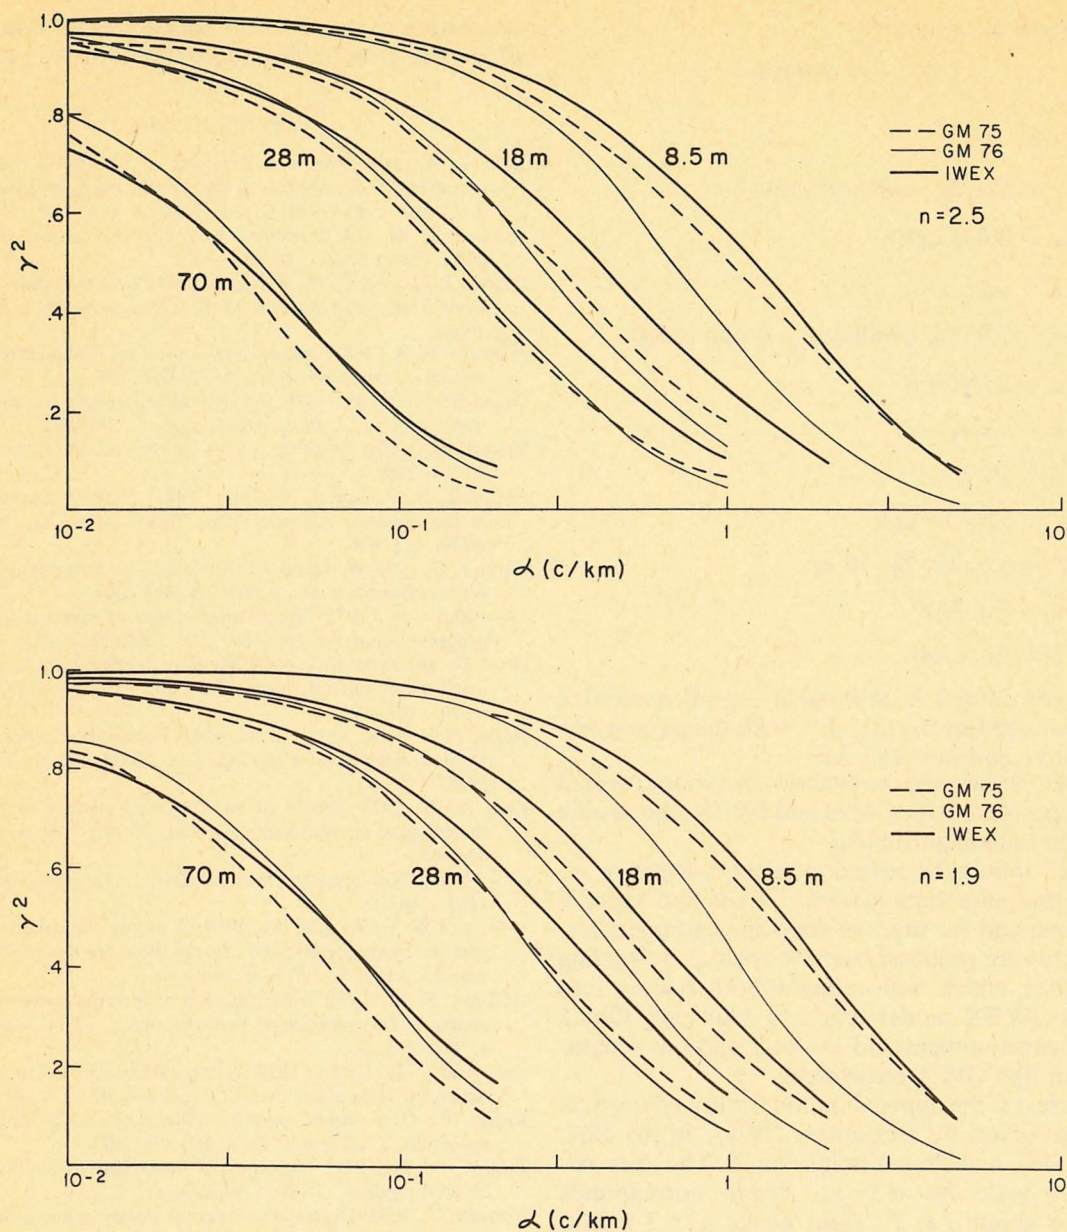 1.0
.8
.6
.4
.2
γ²
28 m
18 m
8.5 m
70 m
GM 75
GM 76
IWEX
n=2.5
10⁻²
10⁻¹
1
10
α (c/km)
1.0
.8
.6
.4
.2
γ²
GM 75
GM 76
IWEX
70 m
28 m
18 m
8.5 m
n=1.9
10⁻²
10⁻¹
1
10
α (c/km)